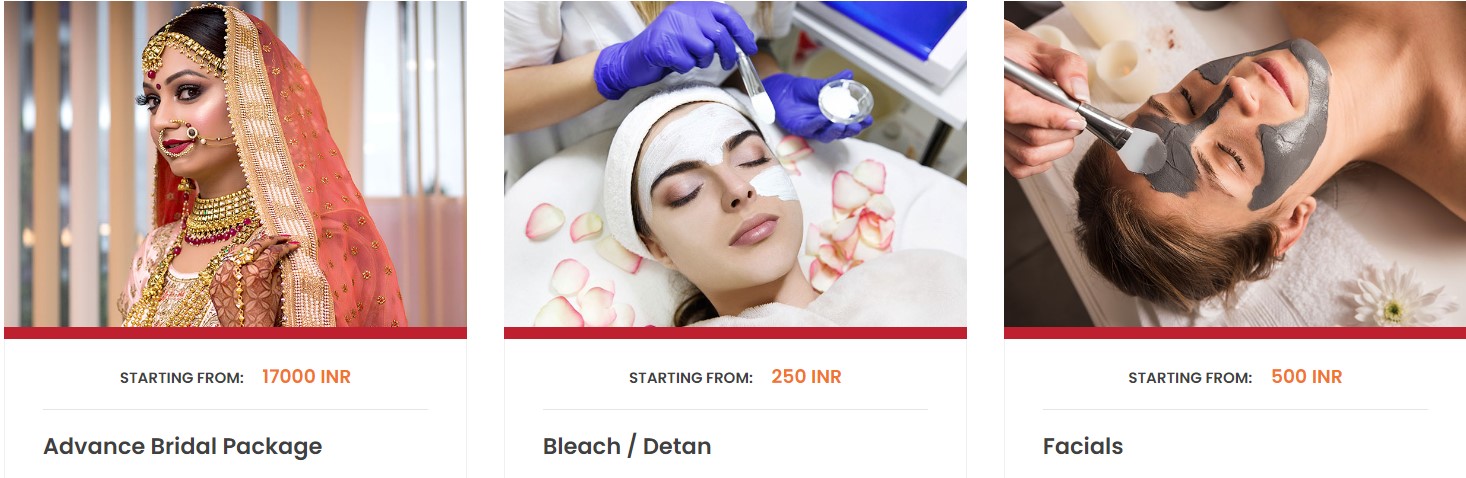 STARTING FROM: 17000 INR
Advance Bridal Package
STARTING FROM: 250 INR
Bleach / Detan
STARTING FROM: 500 INR
Facials